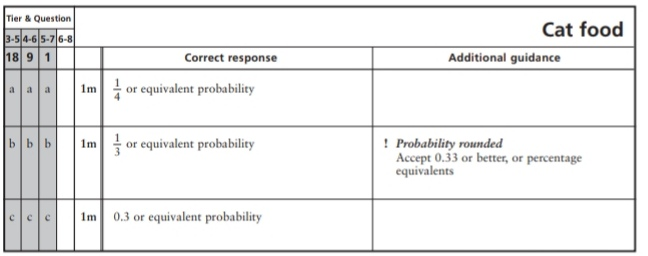 Tier & Question
Cat food
3-5 4-6 5-7 6-8
18 9 1 Correct response Additional guidance
a a a 1m 1/4 or equivalent probability
b b b 1m 1/3 or equivalent probability ! Probability rounded
Accept 0.33 or better, or percentage
equivalents
c c c 1m 0.3 or equivalent probability